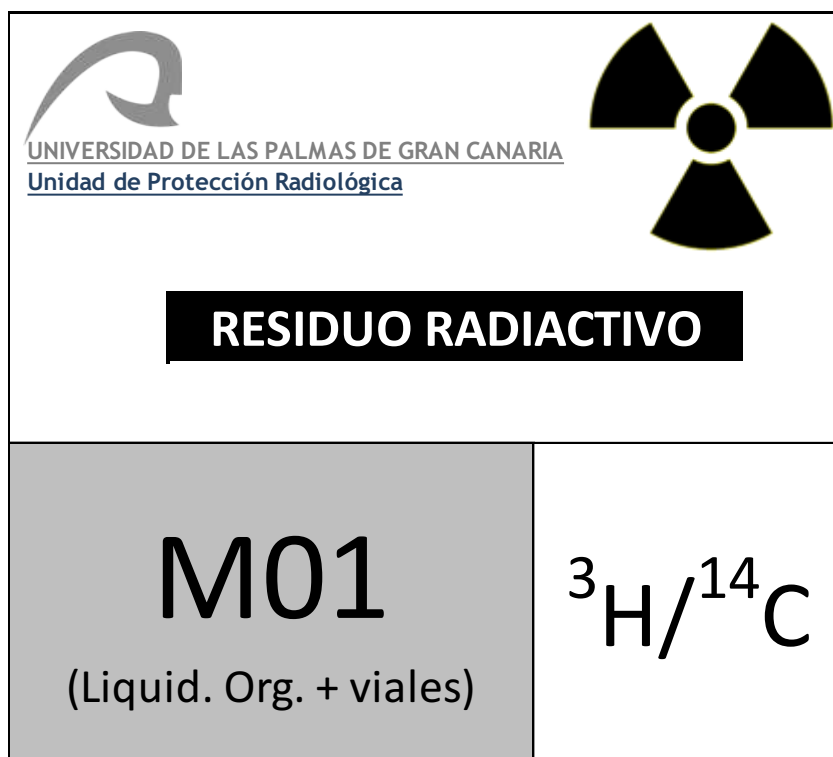 UNIVERSIDAD DE LAS PALMAS DE GRAN CANARIA
Unidad de Protección Radiológica
RESIDUO RADIACTIVO
M01
(Liquid. Org. + viales)
³H/¹⁴C